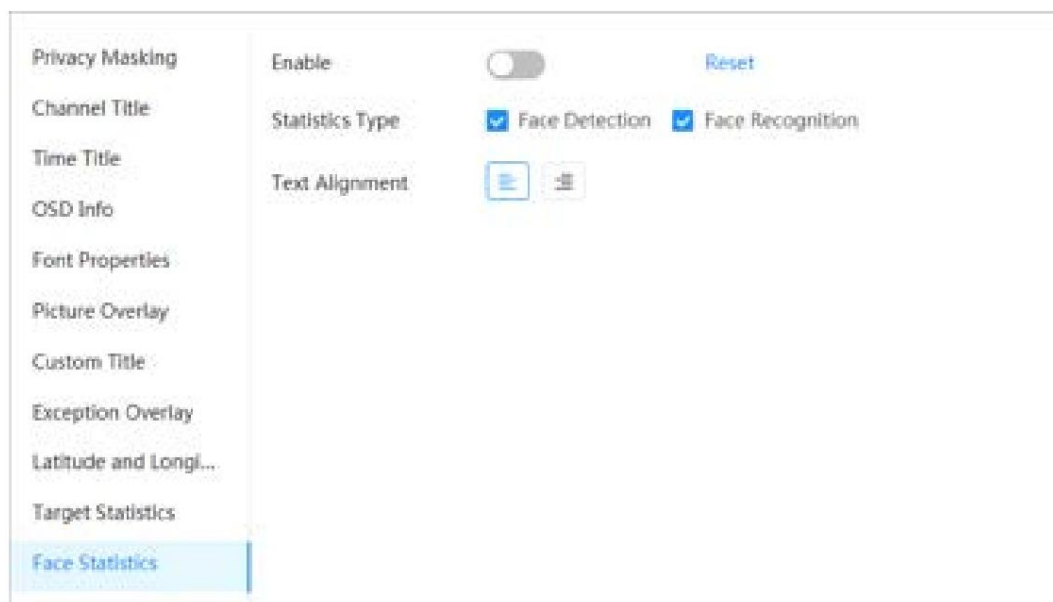 Privacy Masking
Channel Title
Time Title
OSD Info
Font Properties
Picture Overlay
Custom Title
Exception Overlay
Latitude and Longi...
Target Statistics
Face Statistics
Enable
Reset
Statistics Type
Face Detection
Face Recognition
Text Alignment